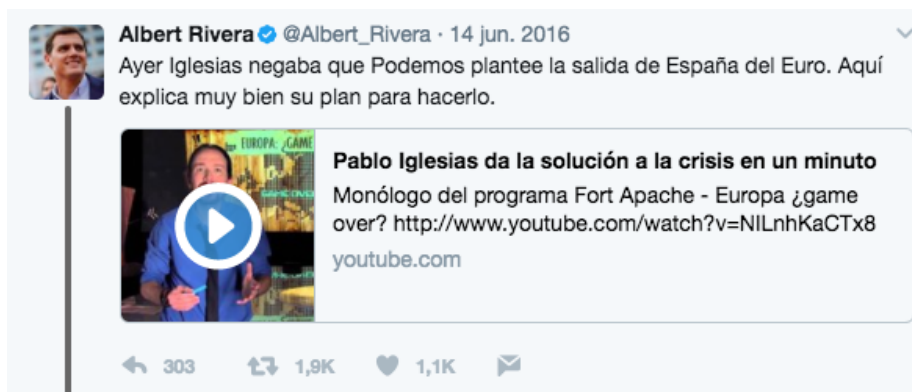 Albert Rivera @Albert_Rivera · 14 jun. 2016
Ayer Iglesias negaba que Podemos plantee la salida de España del Euro. Aquí
explica muy bien su plan para hacerlo.
EUROPA: ¿GAME
GAME OVER
Pablo Iglesias da la solución a la crisis en un minuto
Monólogo del programa Fort Apache - Europa ¿game
over? http://www.youtube.com/watch?v=NILnhKaCTx8
youtube.com
303 1,9K 1,1K